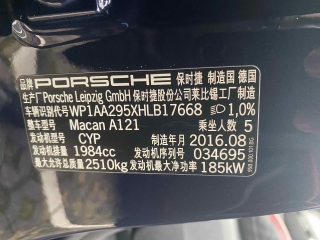 品牌 PORSCHE 保时捷 制造国 德国
生产厂 Porsche Leipzig GmbH 保时捷股份公司莱比锡工厂制造
车辆识别代号 WP1AA295XHLB17668 1,0%
整车型号 Macan A121 乘坐人数 5
发动机型号 CYP 制造年月 2016.08
发动机排量 1984cc 发动机号 034695
最大允许总质量 2510kg 发动机最大净功率 185kW